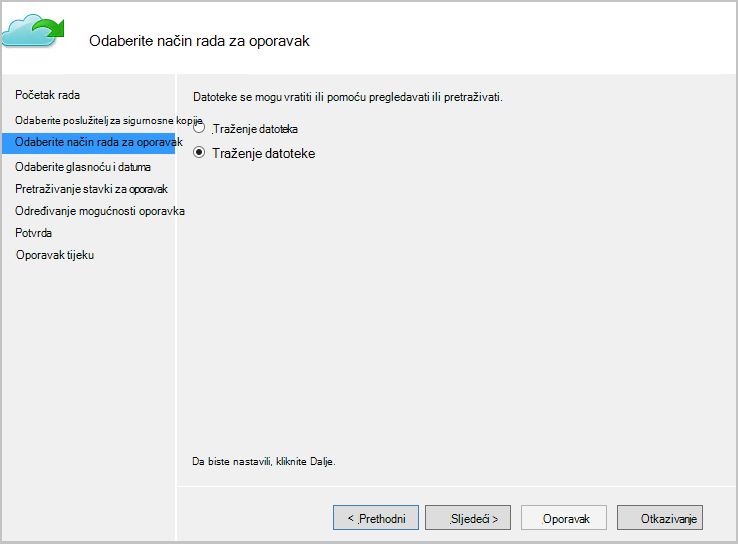 Odaberite način rada za oporavak
Početak rada
Odaberite poslužitelj za sigurnosne kopije
Odaberite način rada za oporavak
Odaberite glasnoću i datuma
Pretraživanje stavki za oporavak
Određivanje mogućnosti oporavka
Potvrda
Oporavak tijeku
Datoteke se mogu vratiti ili pomoću pregledavati ili pretraživati.
Traženje datoteka
Traženje datoteke
Da biste nastavili, kliknite Dalje.
< Prethodni
Sljedeći >
Oporavak
Otkazivanje